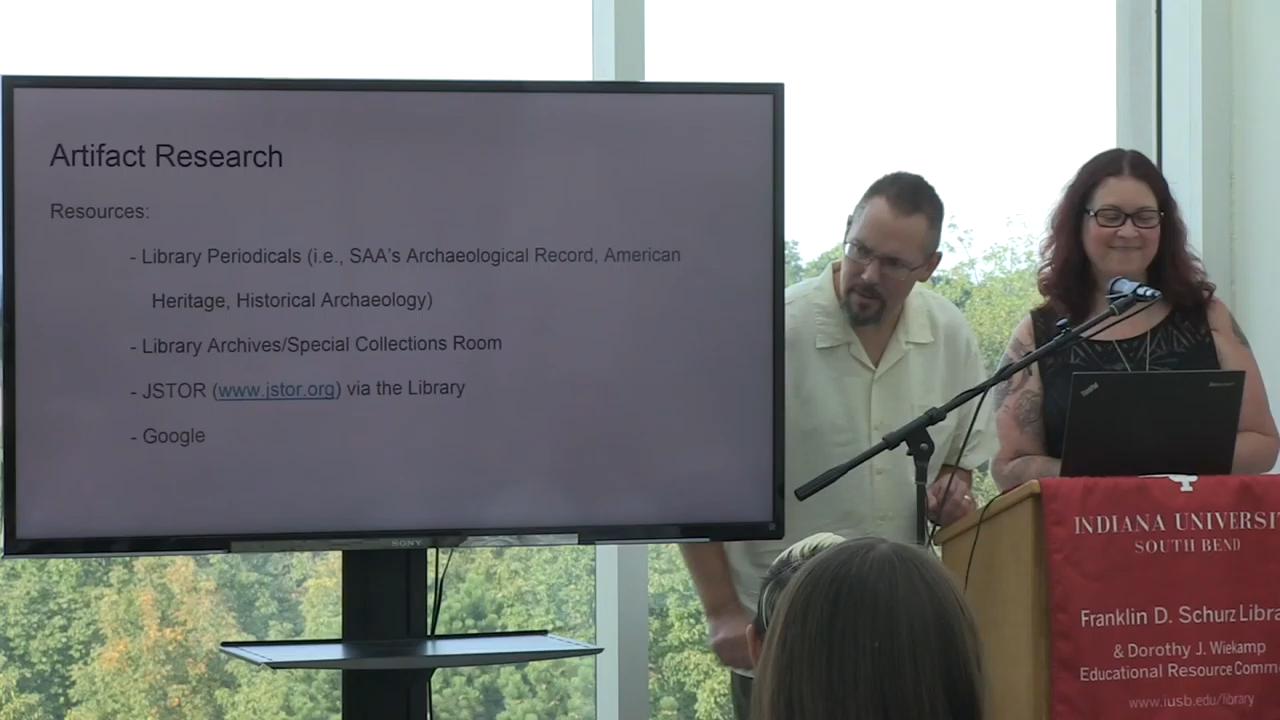 Artifact Research
Resources:
- Library Periodicals (i.e., SAA's Archaeological Record, American
Heritage, Historical Archaeology)
- Library Archives/Special Collections Room
- JSTOR (www.jstor.org) via the Library
- Google
SONY
ThinkPad
INDIANA UNIVERSIT
SOUTH BEND
Franklin D. Schurz Libra
& Dorothy J. Wiekamp
Educational Resource Comm
www.iusb.edu/library